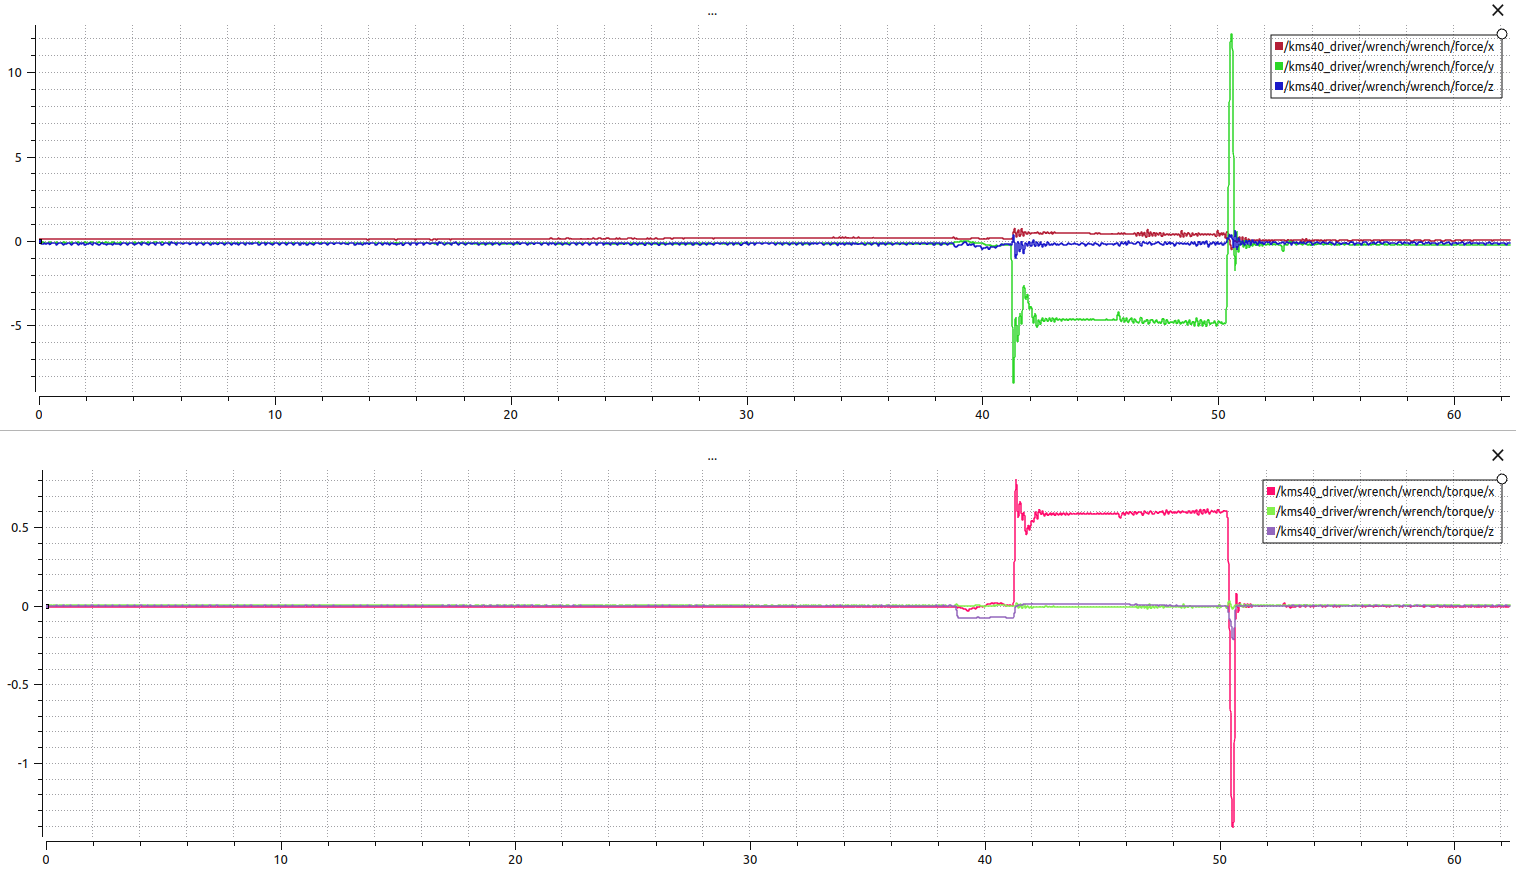 ...
/kms40_driver/wrench/wrench/force/x
/kms40_driver/wrench/wrench/force/y
/kms40_driver/wrench/wrench/force/z
10
5
0
-5
0 10 20 30 40 50 60
...
/kms40_driver/wrench/wrench/torque/x
/kms40_driver/wrench/wrench/torque/y
/kms40_driver/wrench/wrench/torque/z
0.5
0
-0.5
-1
0 10 20 30 40 50 60